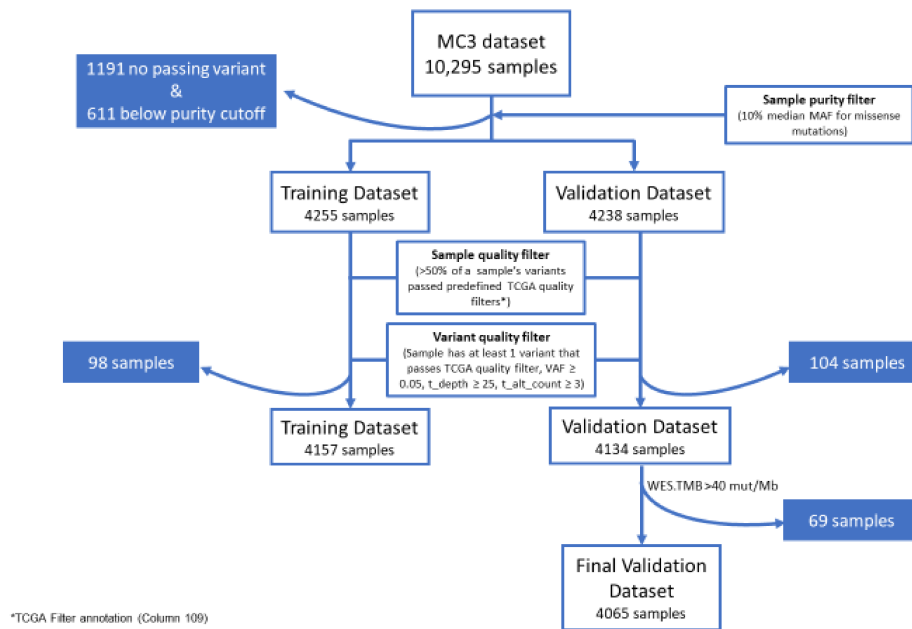 MC3 dataset
10,295 samples
1191 no passing variant
&
611 below purity cutoff
Sample purity filter
(10% median MAF for missense
mutations)
Training Dataset
4255 samples
Validation Dataset
4238 samples
Sample quality filter
(>50% of a sample's variants
passed predefined TCGA quality
filters*)
Variant quality filter
(Sample has at least 1 variant that
passes TCGA quality filter, VAF ≥
0.05, t_depth ≥ 25, t_alt_count ≥ 3)
98 samples
104 samples
Training Dataset
4157 samples
Validation Dataset
4134 samples
WES.TMB >40 mut/Mb
69 samples
Final Validation
Dataset
4065 samples
*TCGA Filter annotation (Column 109)